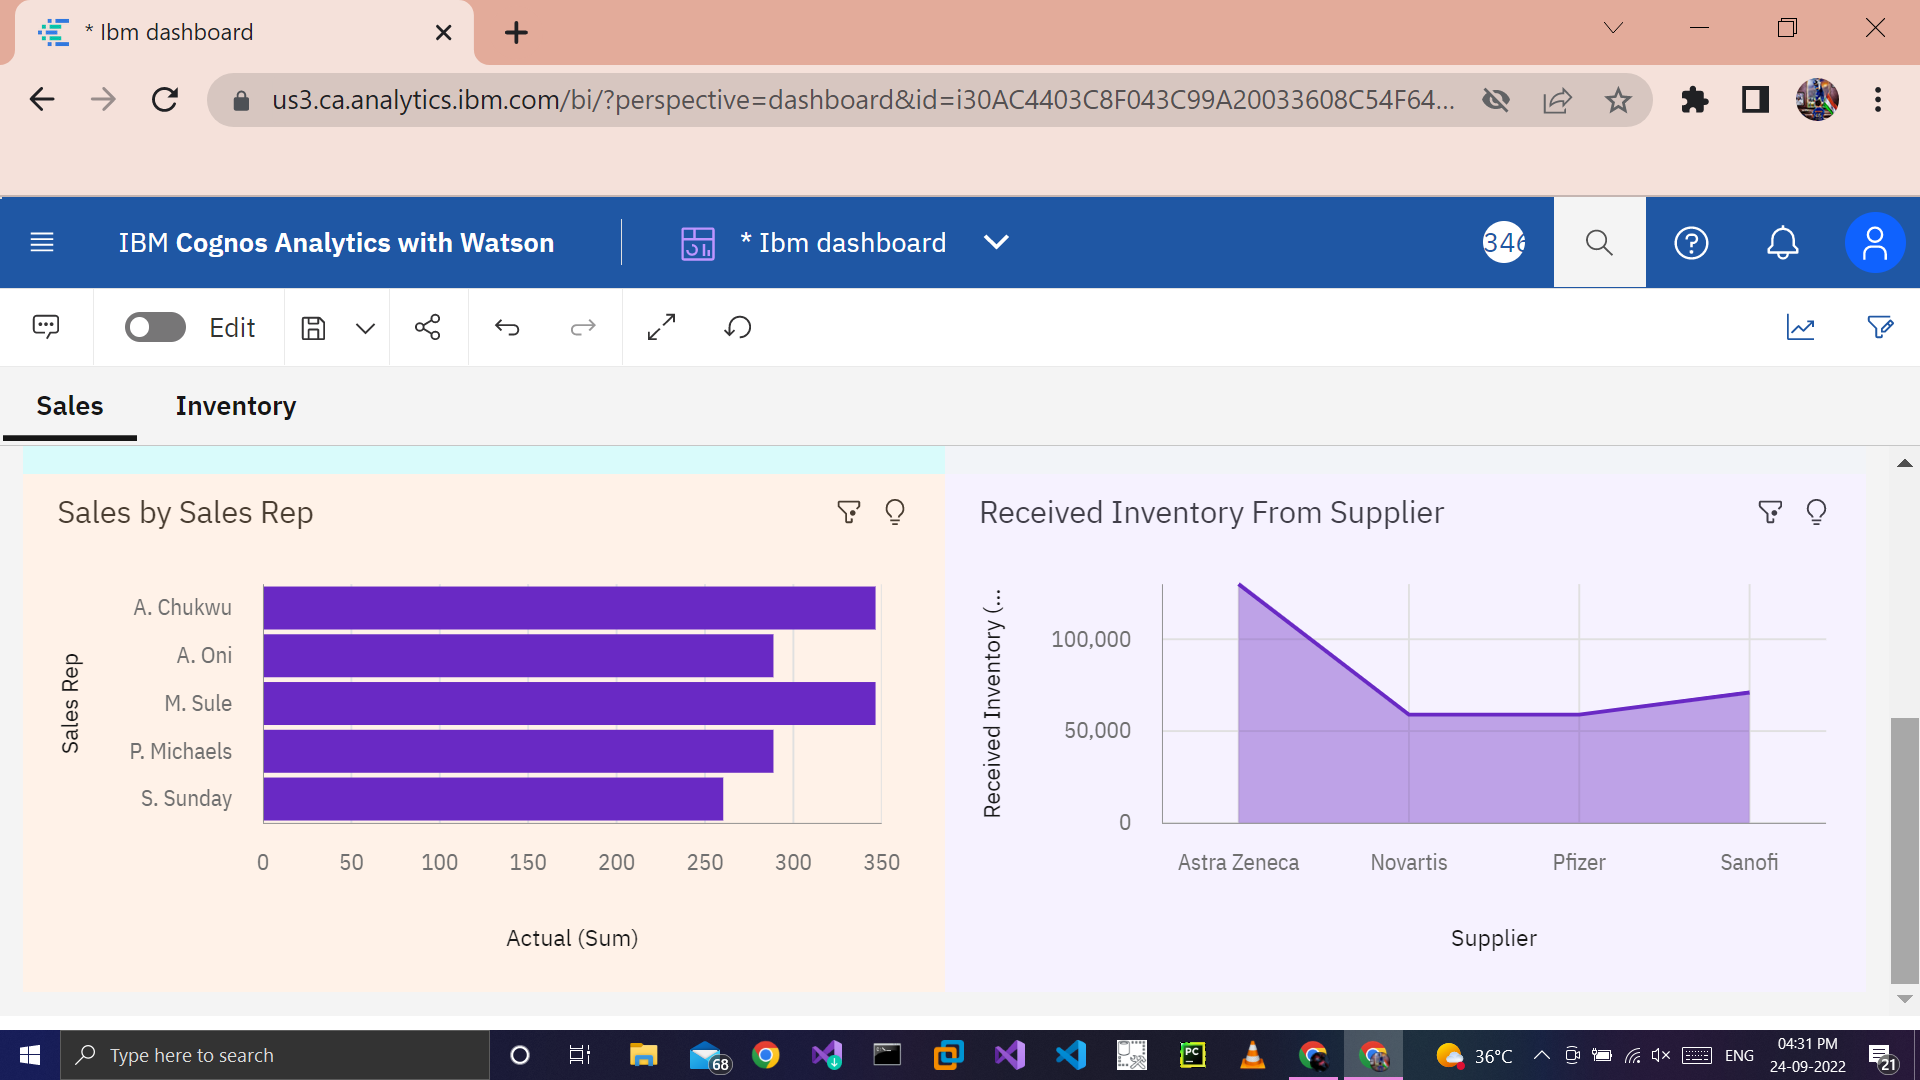 * Ibm dashboard
us3.ca.analytics.ibm.com/bi/?perspective=dashboard&id=i30AC4403C8F043C99A20033608C54F64...
IBM Cognos Analytics with Watson
* Ibm dashboard
346
Edit
Sales
Inventory
Sales by Sales Rep
Sales Rep
A. Chukwu
A. Oni
M. Sule
P. Michaels
S. Sunday
0 50 100 150 200 250 300 350
Actual (Sum)
Received Inventory From Supplier
Received Inventory (...
100,000
50,000
0
Astra Zeneca Novartis Pfizer Sanofi
Supplier
Type here to search
68
PC
36°C
ENG
04:31 PM
24-09-2022
21